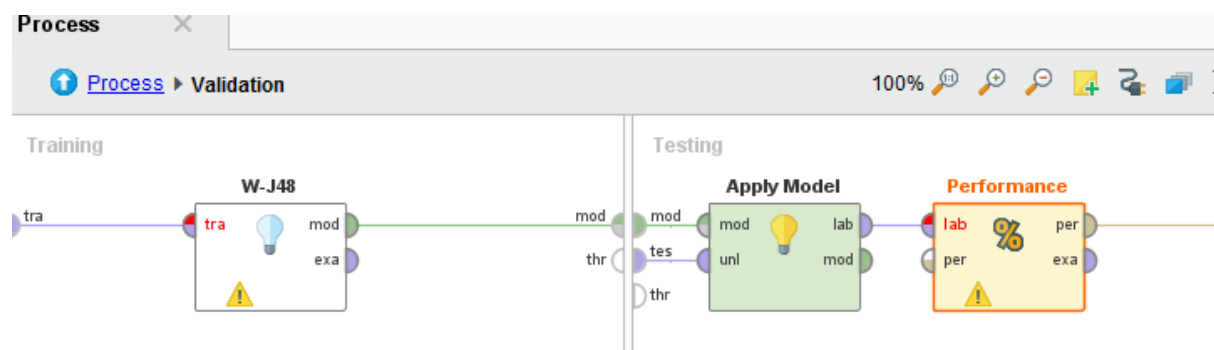 Process
Process ▸ Validation
100%
Training
Testing
W-J48
Apply Model
Performance
tra
tra
mod
exa
mod
thr
mod
tes
thr
mod
unl
lab
mod
lab
per
per
exa